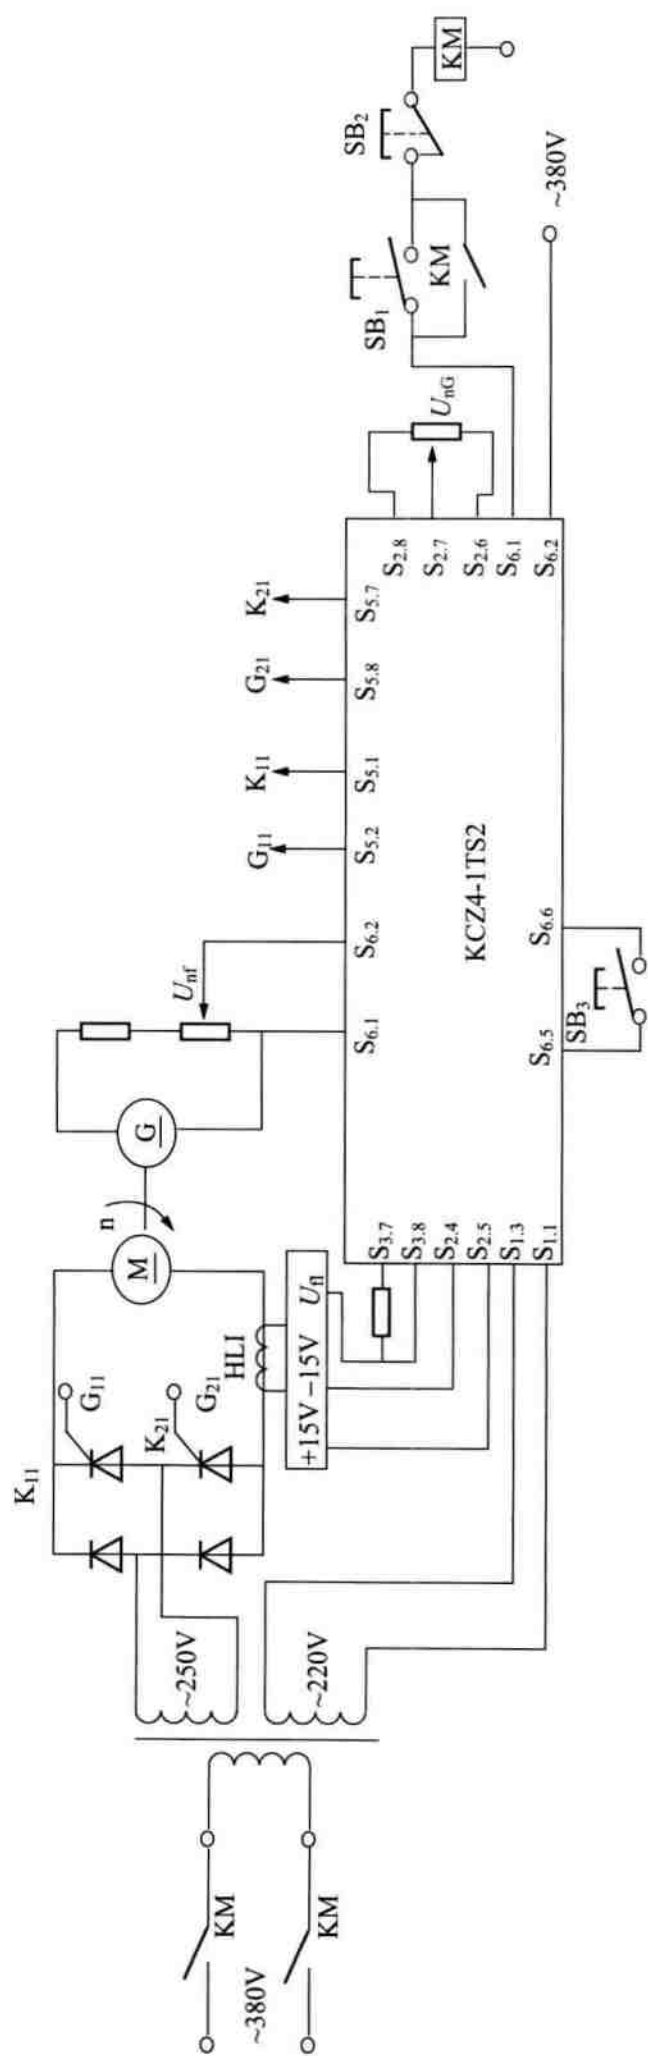 ~380V
KM
KM
~250V
~220V
K₁₁
G₁₁
K₂₁
G₂₁
HLI
+15V –15V U_fi
M
n
G
U_nf
G₁₁
K₁₁
G₂₁
K₂₁
S₆.₁
S₆.₂
S₅.₂
S₅.₁
S₅.₈
S₅.₇
S₃.₇
S₃.₈
S₂.₄
S₂.₅
S₁.₃
S₁.₁
KCZ4-1TS2
S₂.₈
S₂.₇
S₂.₆
S₆.₁
S₆.₂
S₆.₅
S₆.₆
SB₃
U_nG
SB₁
KM
SB₂
KM
~380V